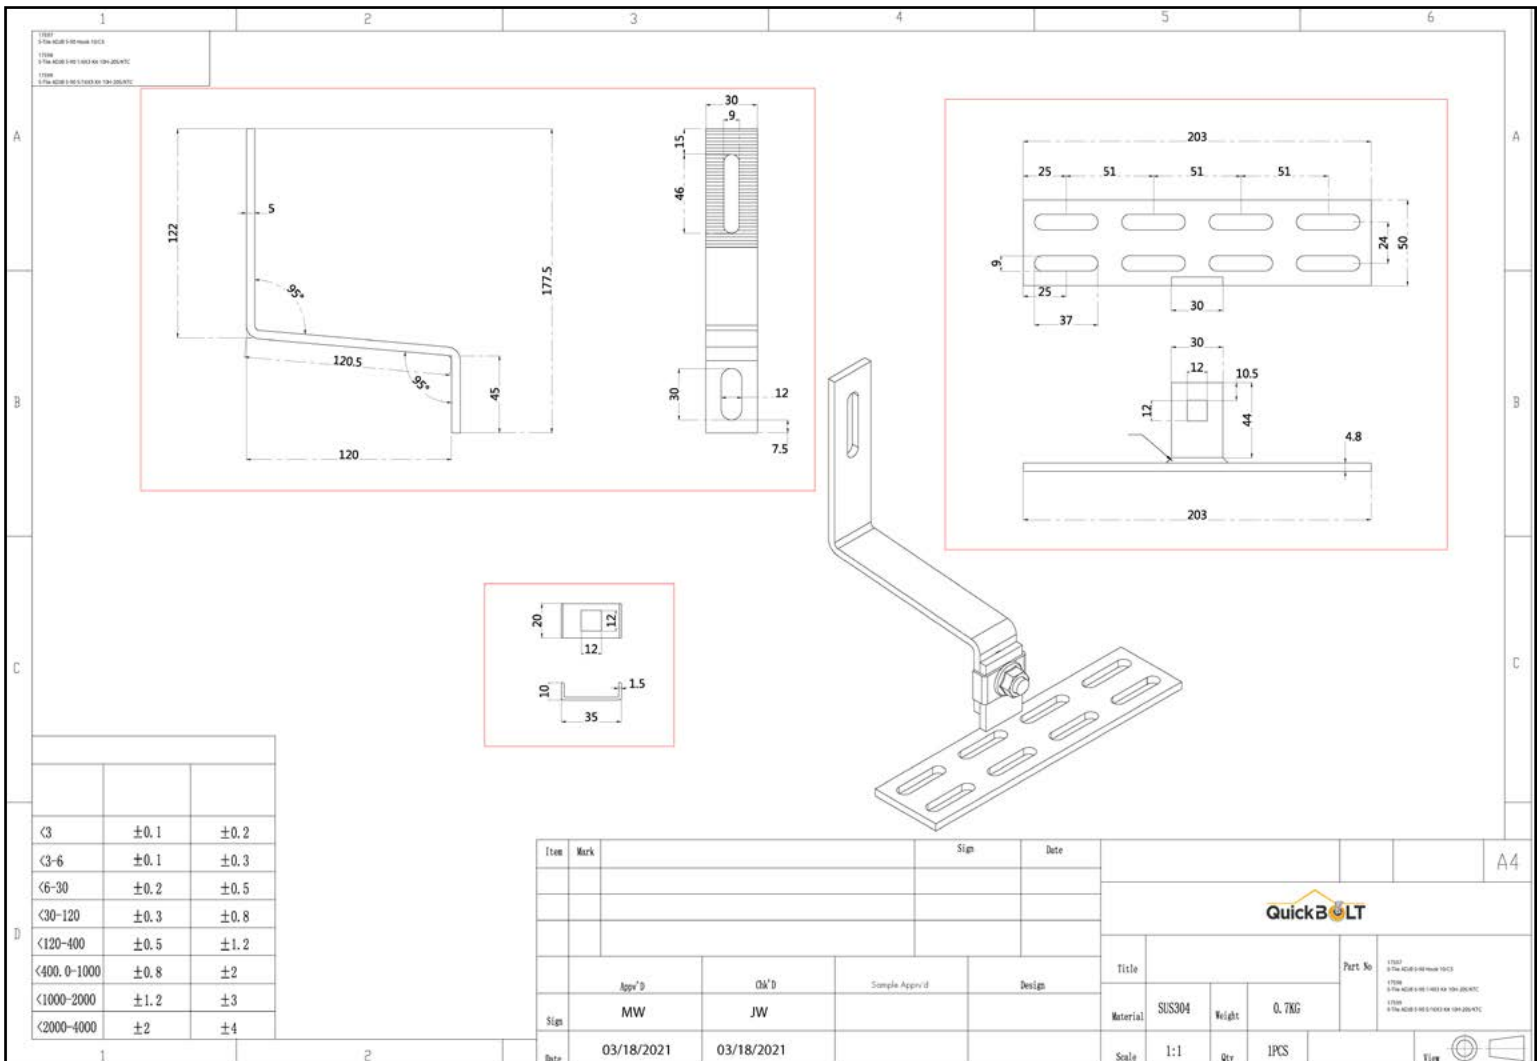 1 2 3 4 5 6
17597
17598
17599
A
A
B
B
C
C
D
122
5
95°
120.5
95°
45
177.5
120
30
9
15
46
30
12
7.5
203
25 51 51 51
24
50
9
25
37
30
30
12
10.5
12
44
4.8
203
20
12
12
10
1.5
35
<3 ±0.1 ±0.2
<3-6 ±0.1 ±0.3
<6-30 ±0.2 ±0.5
<30-120 ±0.3 ±0.8
<120-400 ±0.5 ±1.2
<400.0-1000 ±0.8 ±2
<1000-2000 ±1.2 ±3
<2000-4000 ±2 ±4
1 2
Item Mark Sign Date
Appv'D Chk'D Sample Apprv'd Design
Sign MW JW
Date 03/18/2021 03/18/2021
A4
QuickBOLT
Title
Part No
Material SUS304 Weight 0.7KG
Scale 1:1 Qty 1PCS View